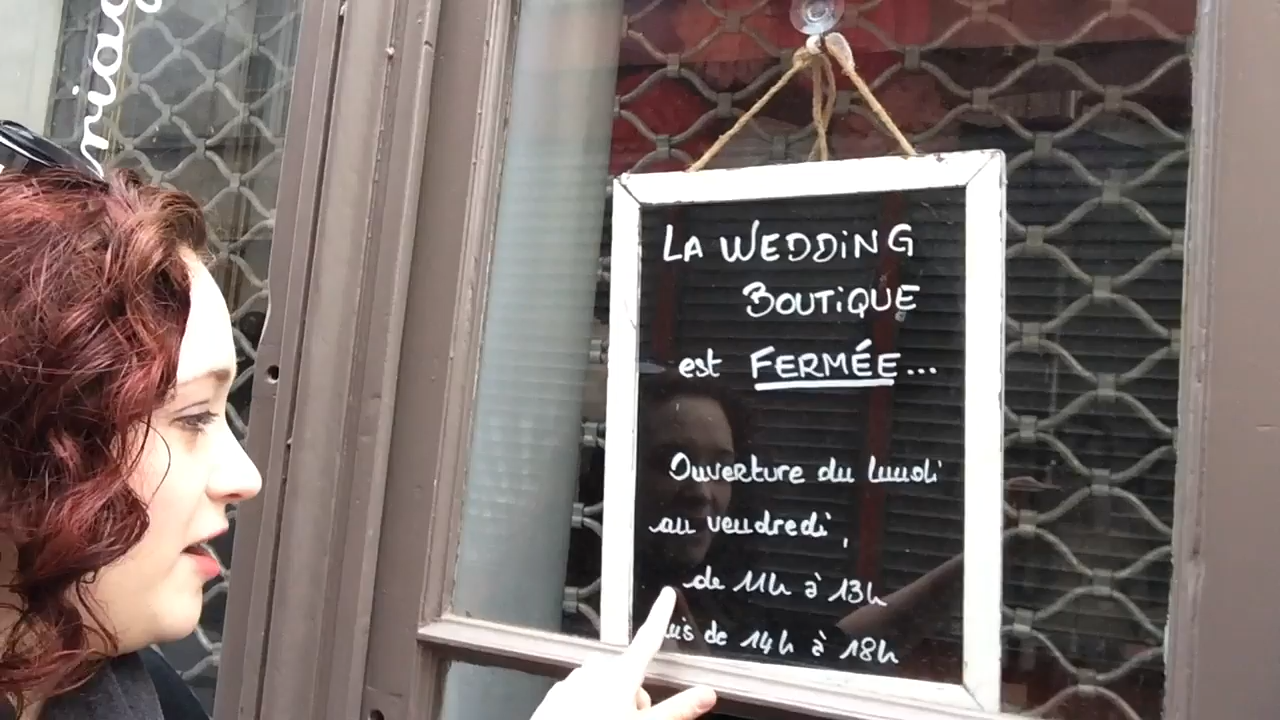 LA WEDDiNG
BOUTiQUE
est FERMÉE...
Ouverture du lundi
au vendredi,
de 11h à 13h
de 14h à 18h